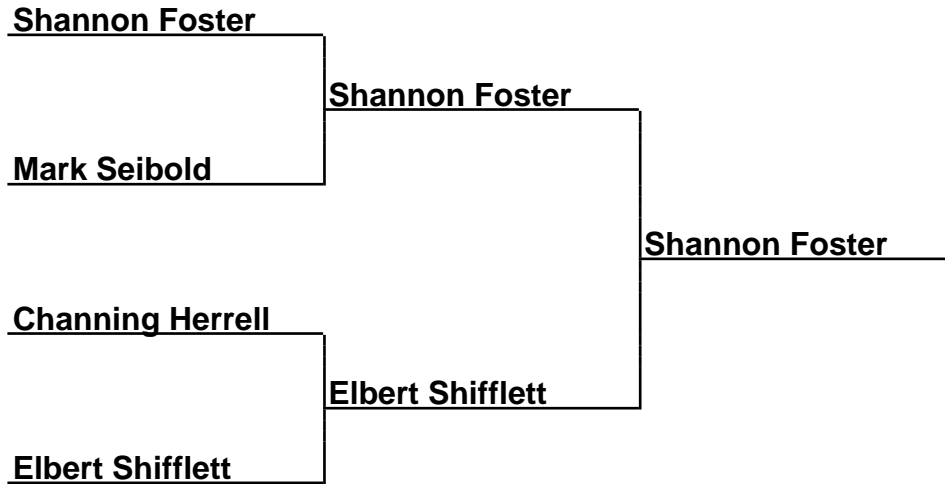 Shannon Foster
Shannon Foster
Mark Seibold
Shannon Foster
Channing Herrell
Elbert Shifflett
Elbert Shifflett